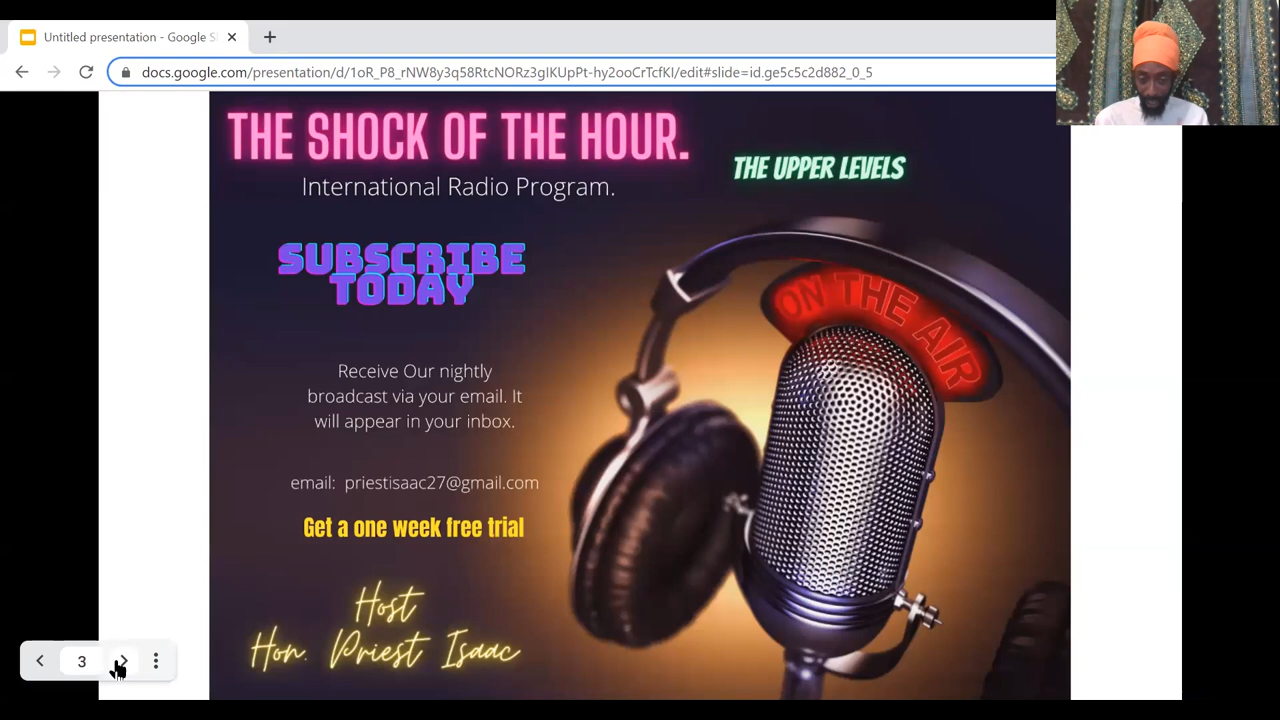 Untitled presentation - Google S
docs.google.com/presentation/d/1oR_P8_rNW8y3q58RtcNORz3gIKUpPt-hy2ooCrTcfKI/edit#slide=id.ge5c5c2d882_0_5
THE SHOCK OF THE HOUR.
International Radio Program.
THE UPPER LEVELS
SUBSCRIBE
TODAY
ON THE AIR
Receive Our nightly
broadcast via your email. It
will appear in your inbox.
email: priestisaac27@gmail.com
Get a one week free trial
Host
Hon. Priest Isaac
3